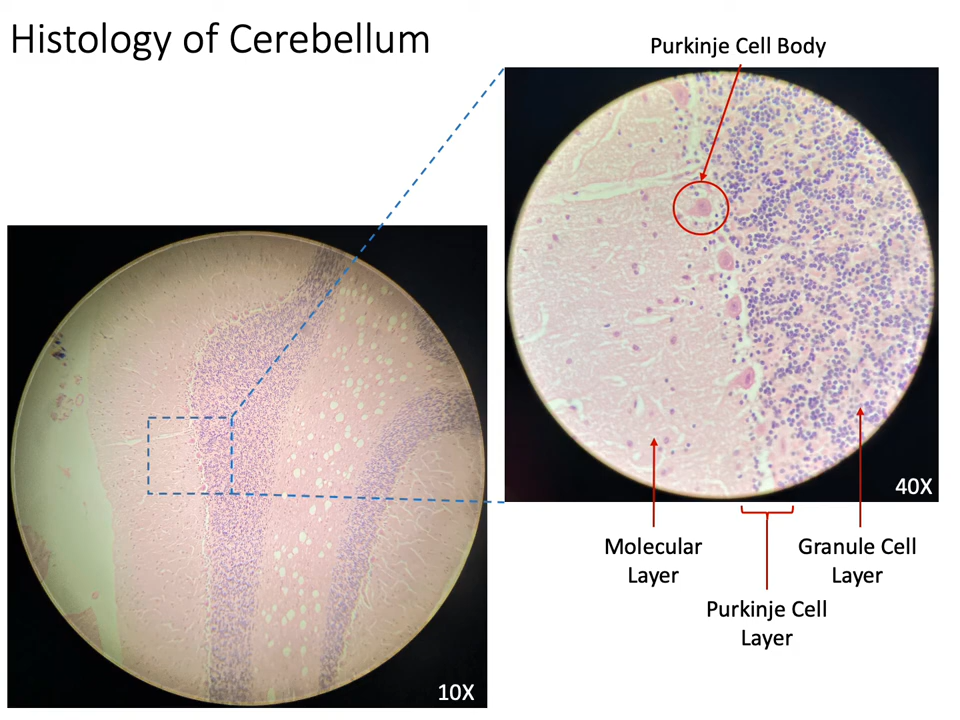 Histology of Cerebellum
Purkinje Cell Body
40X
Molecular
Layer
Granule Cell
Layer
Purkinje Cell
Layer
10X